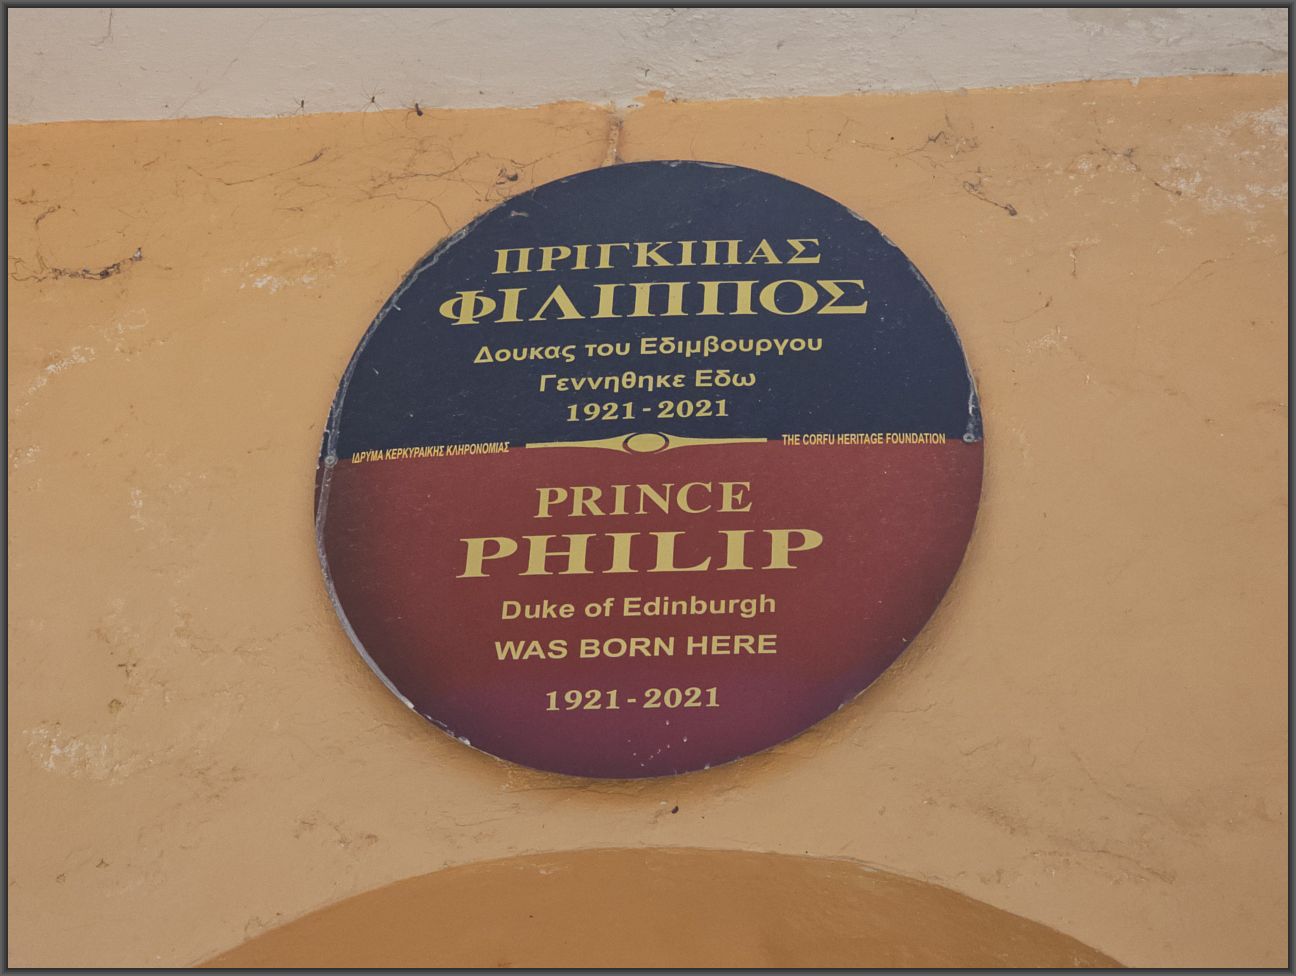 ΠΡΙΓΚΙΠΑΣ
ΦΙΛΙΠΠΟΣ
Δουκας του Εδιμβουργου
Γεννηθηκε Εδω
1921 - 2021
ΙΔΡΥΜΑ ΚΕΡΚΥΡΑΙΚΗΣ ΚΛΗΡΟΝΟΜΙΑΣ THE CORFU HERITAGE FOUNDATION
PRINCE
PHILIP
Duke of Edinburgh
WAS BORN HERE
1921 - 2021